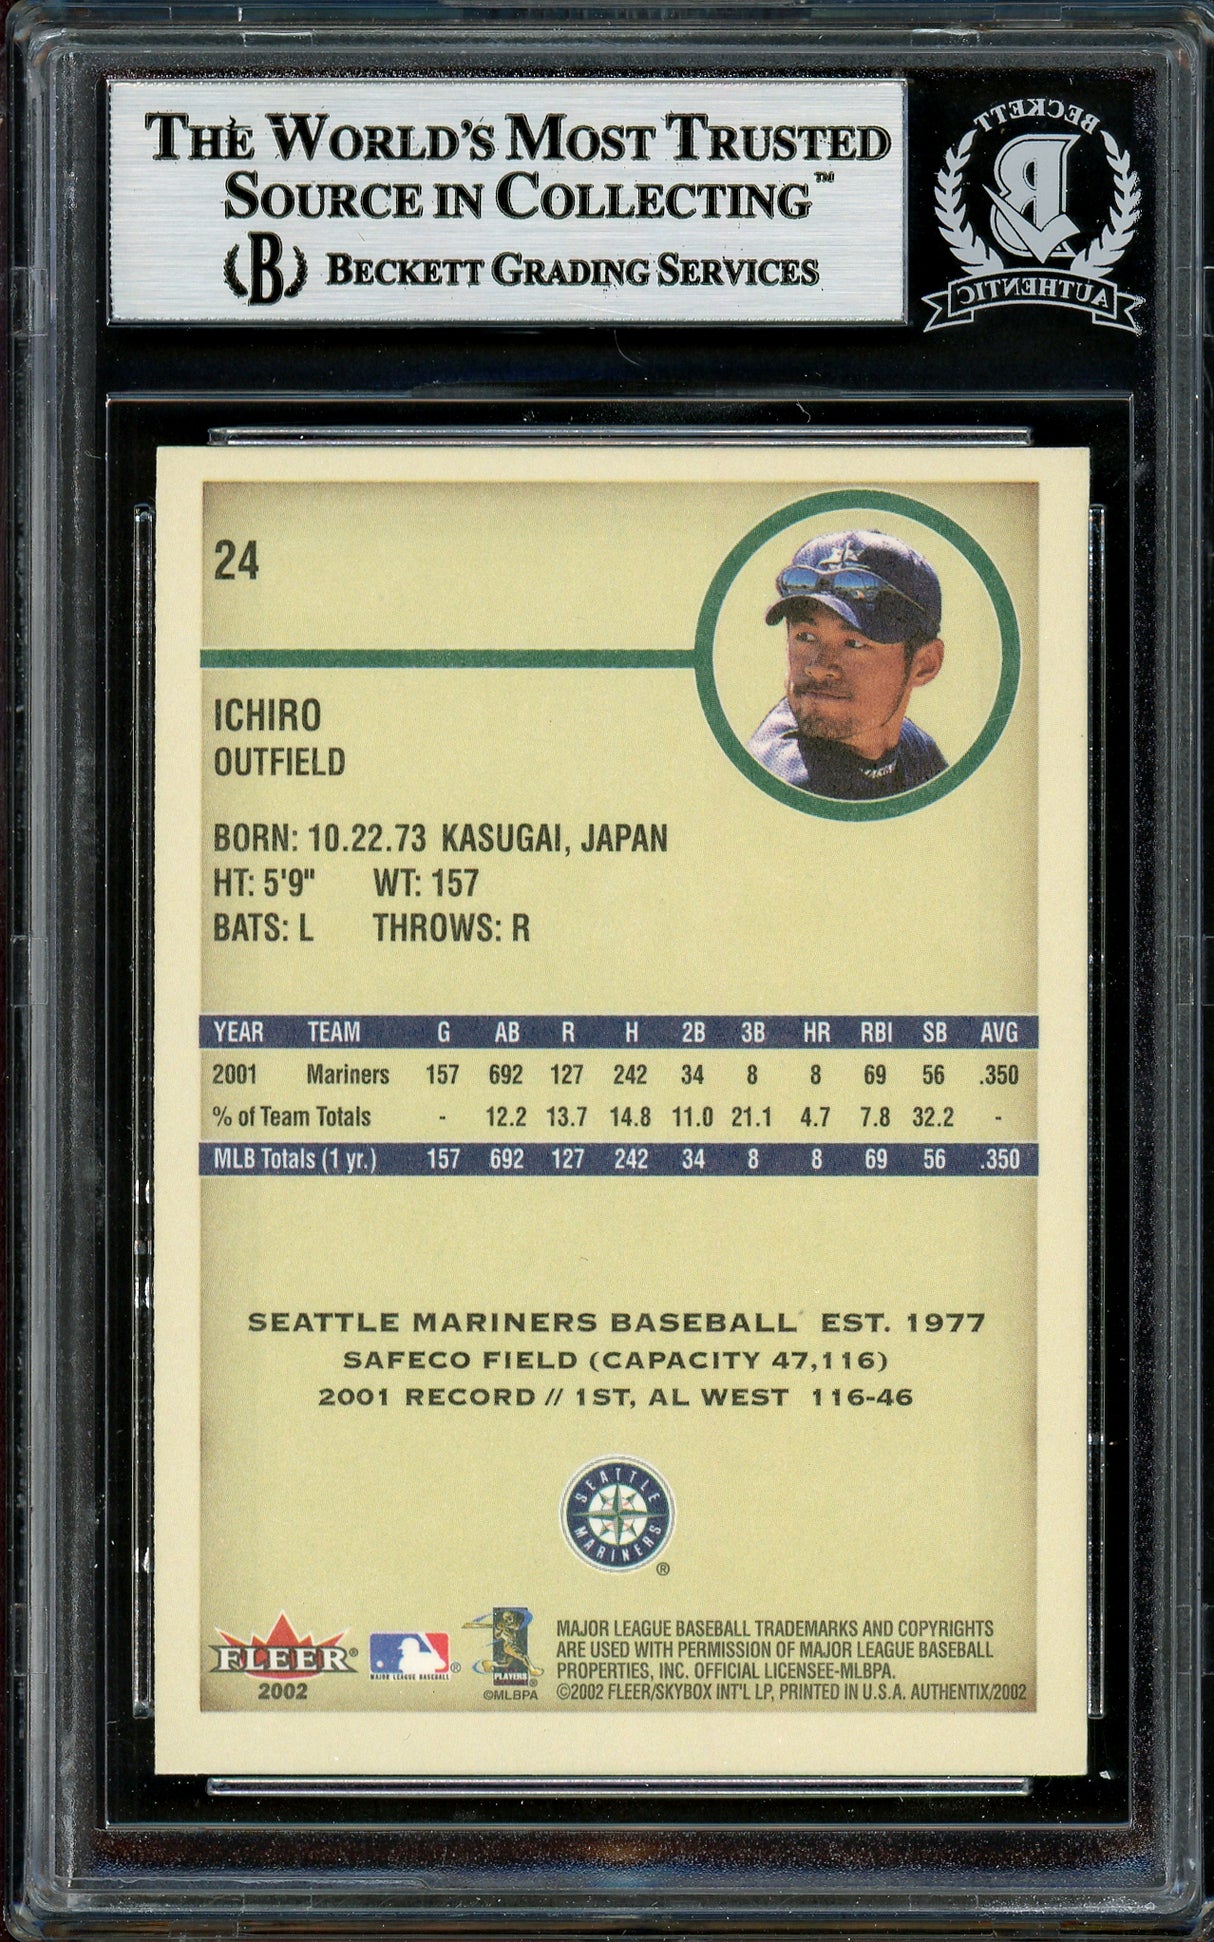 THE WORLD'S MOST TRUSTED
SOURCE IN COLLECTING™
B BECKETT GRADING SERVICES
BECKETT
B
AUTHENTIC
24
ICHIRO
OUTFIELD
BORN: 10.22.73 KASUGAI, JAPAN
HT: 5'9" WT: 157
BATS: L THROWS: R
YEAR TEAM G AB R H 2B 3B HR RBI SB AVG
2001 Mariners 157 692 127 242 34 8 8 69 56 .350
% of Team Totals - 12.2 13.7 14.8 11.0 21.1 4.7 7.8 32.2 -
MLB Totals (1 yr.) 157 692 127 242 34 8 8 69 56 .350
SEATTLE MARINERS BASEBALL EST. 1977
SAFECO FIELD (CAPACITY 47,116)
2001 RECORD // 1ST, AL WEST 116-46
SEATTLE
MARINERS
®
FLEER®
2002
MAJOR LEAGUE BASEBALL ®
PLAYERS
®
©MLBPA
MAJOR LEAGUE BASEBALL TRADEMARKS AND COPYRIGHTS
ARE USED WITH PERMISSION OF MAJOR LEAGUE BASEBALL
PROPERTIES, INC. OFFICIAL LICENSEE-MLBPA.
©2002 FLEER/SKYBOX INT'L LP, PRINTED IN U.S.A. AUTHENTIX/2002